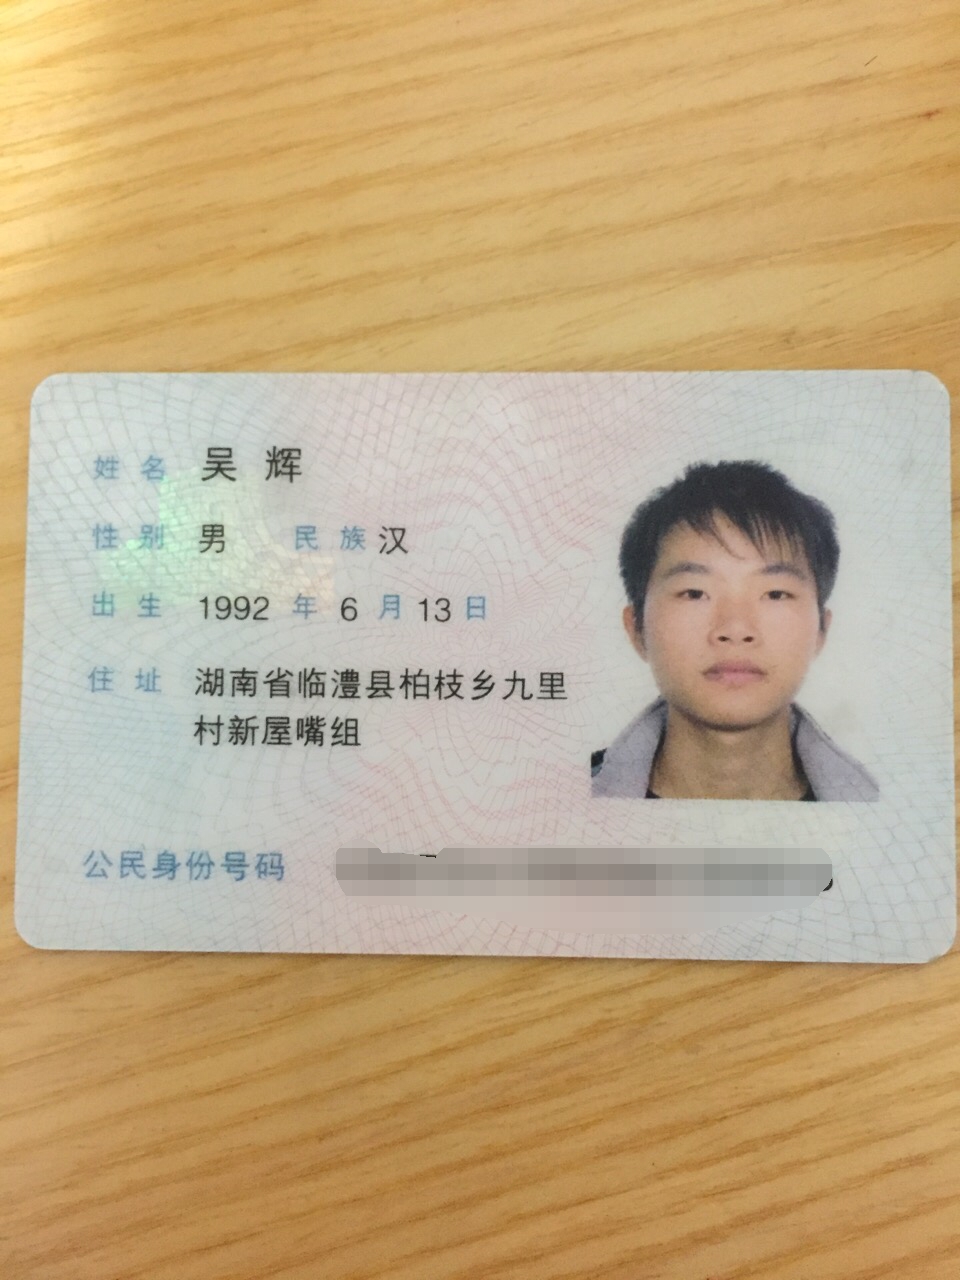 姓名 吴辉
性别 男 民族 汉
出生 1992 年 6 月 13 日
住址 湖南省临澧县柏枝乡九里
村新屋嘴组
公民身份号码